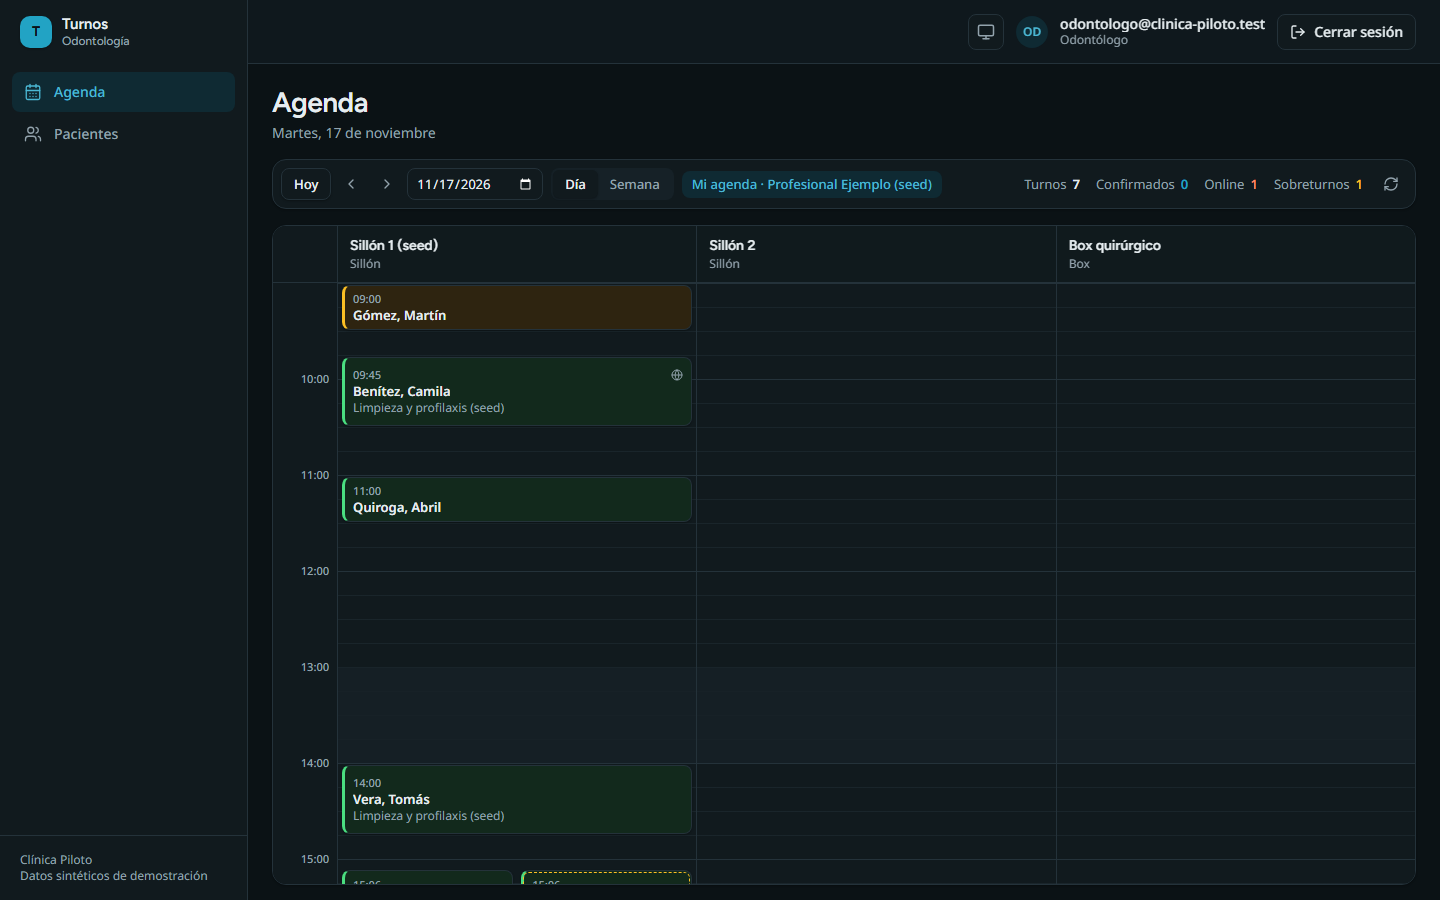 T
Turnos
Odontología
Agenda
Pacientes
OD
odontologo@clinica-piloto.test
Odontólogo
Cerrar sesión
Agenda
Martes, 17 de noviembre
Hoy
11/17/2026
Día
Semana
Mi agenda · Profesional Ejemplo (seed)
Turnos 7
Confirmados 0
Online 1
Sobreturnos 1
Sillón 1 (seed)
Sillón
Sillón 2
Sillón
Box quirúrgico
Box
09:00
Gómez, Martín
10:00
09:45
Benítez, Camila
Limpieza y profilaxis (seed)
11:00
11:00
Quiroga, Abril
12:00
13:00
14:00
14:00
Vera, Tomás
Limpieza y profilaxis (seed)
15:00
Clínica Piloto
Datos sintéticos de demostración